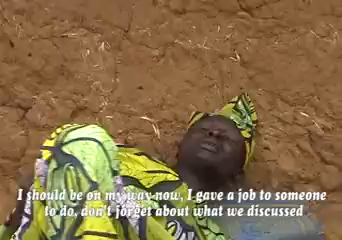 I should be on my way now, I gave a job to someone
to do, don't forget about what we discussed